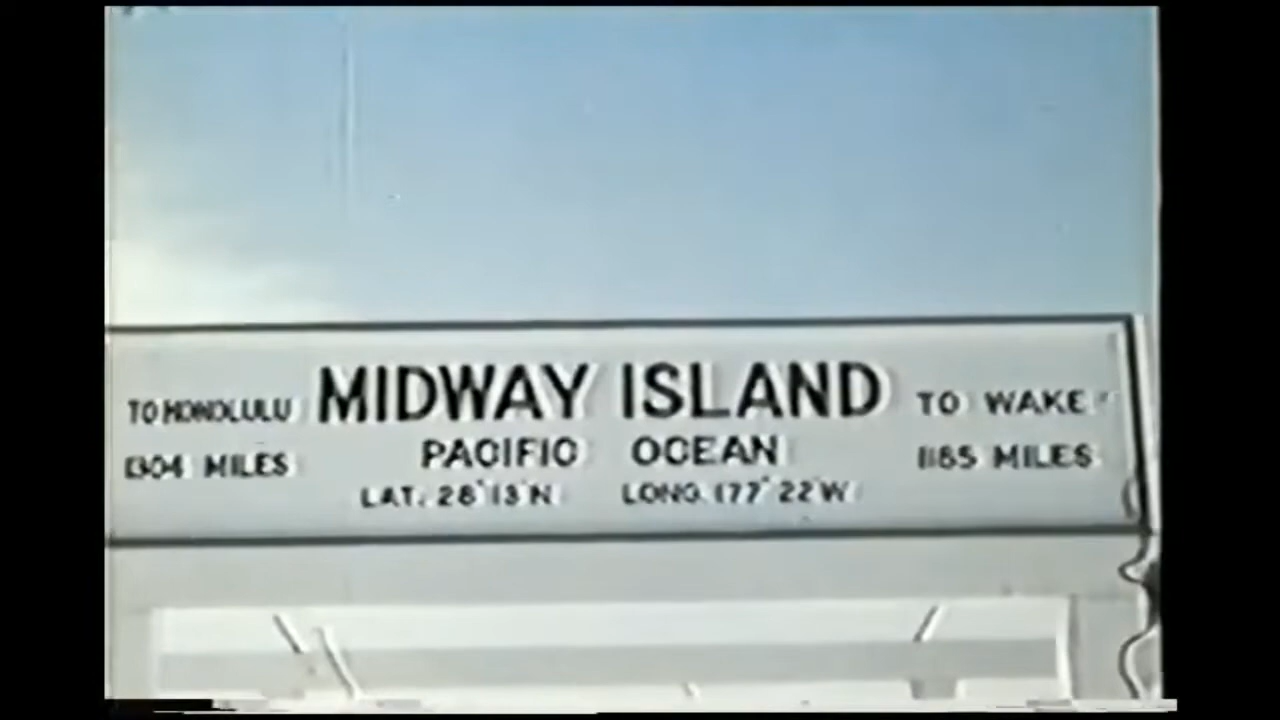 MIDWAY ISLAND
TO HONOLULU
TO WAKE
1304 MILES
PACIFIC OCEAN
1185 MILES
LAT. 28°13'N LONG. 177°22'W